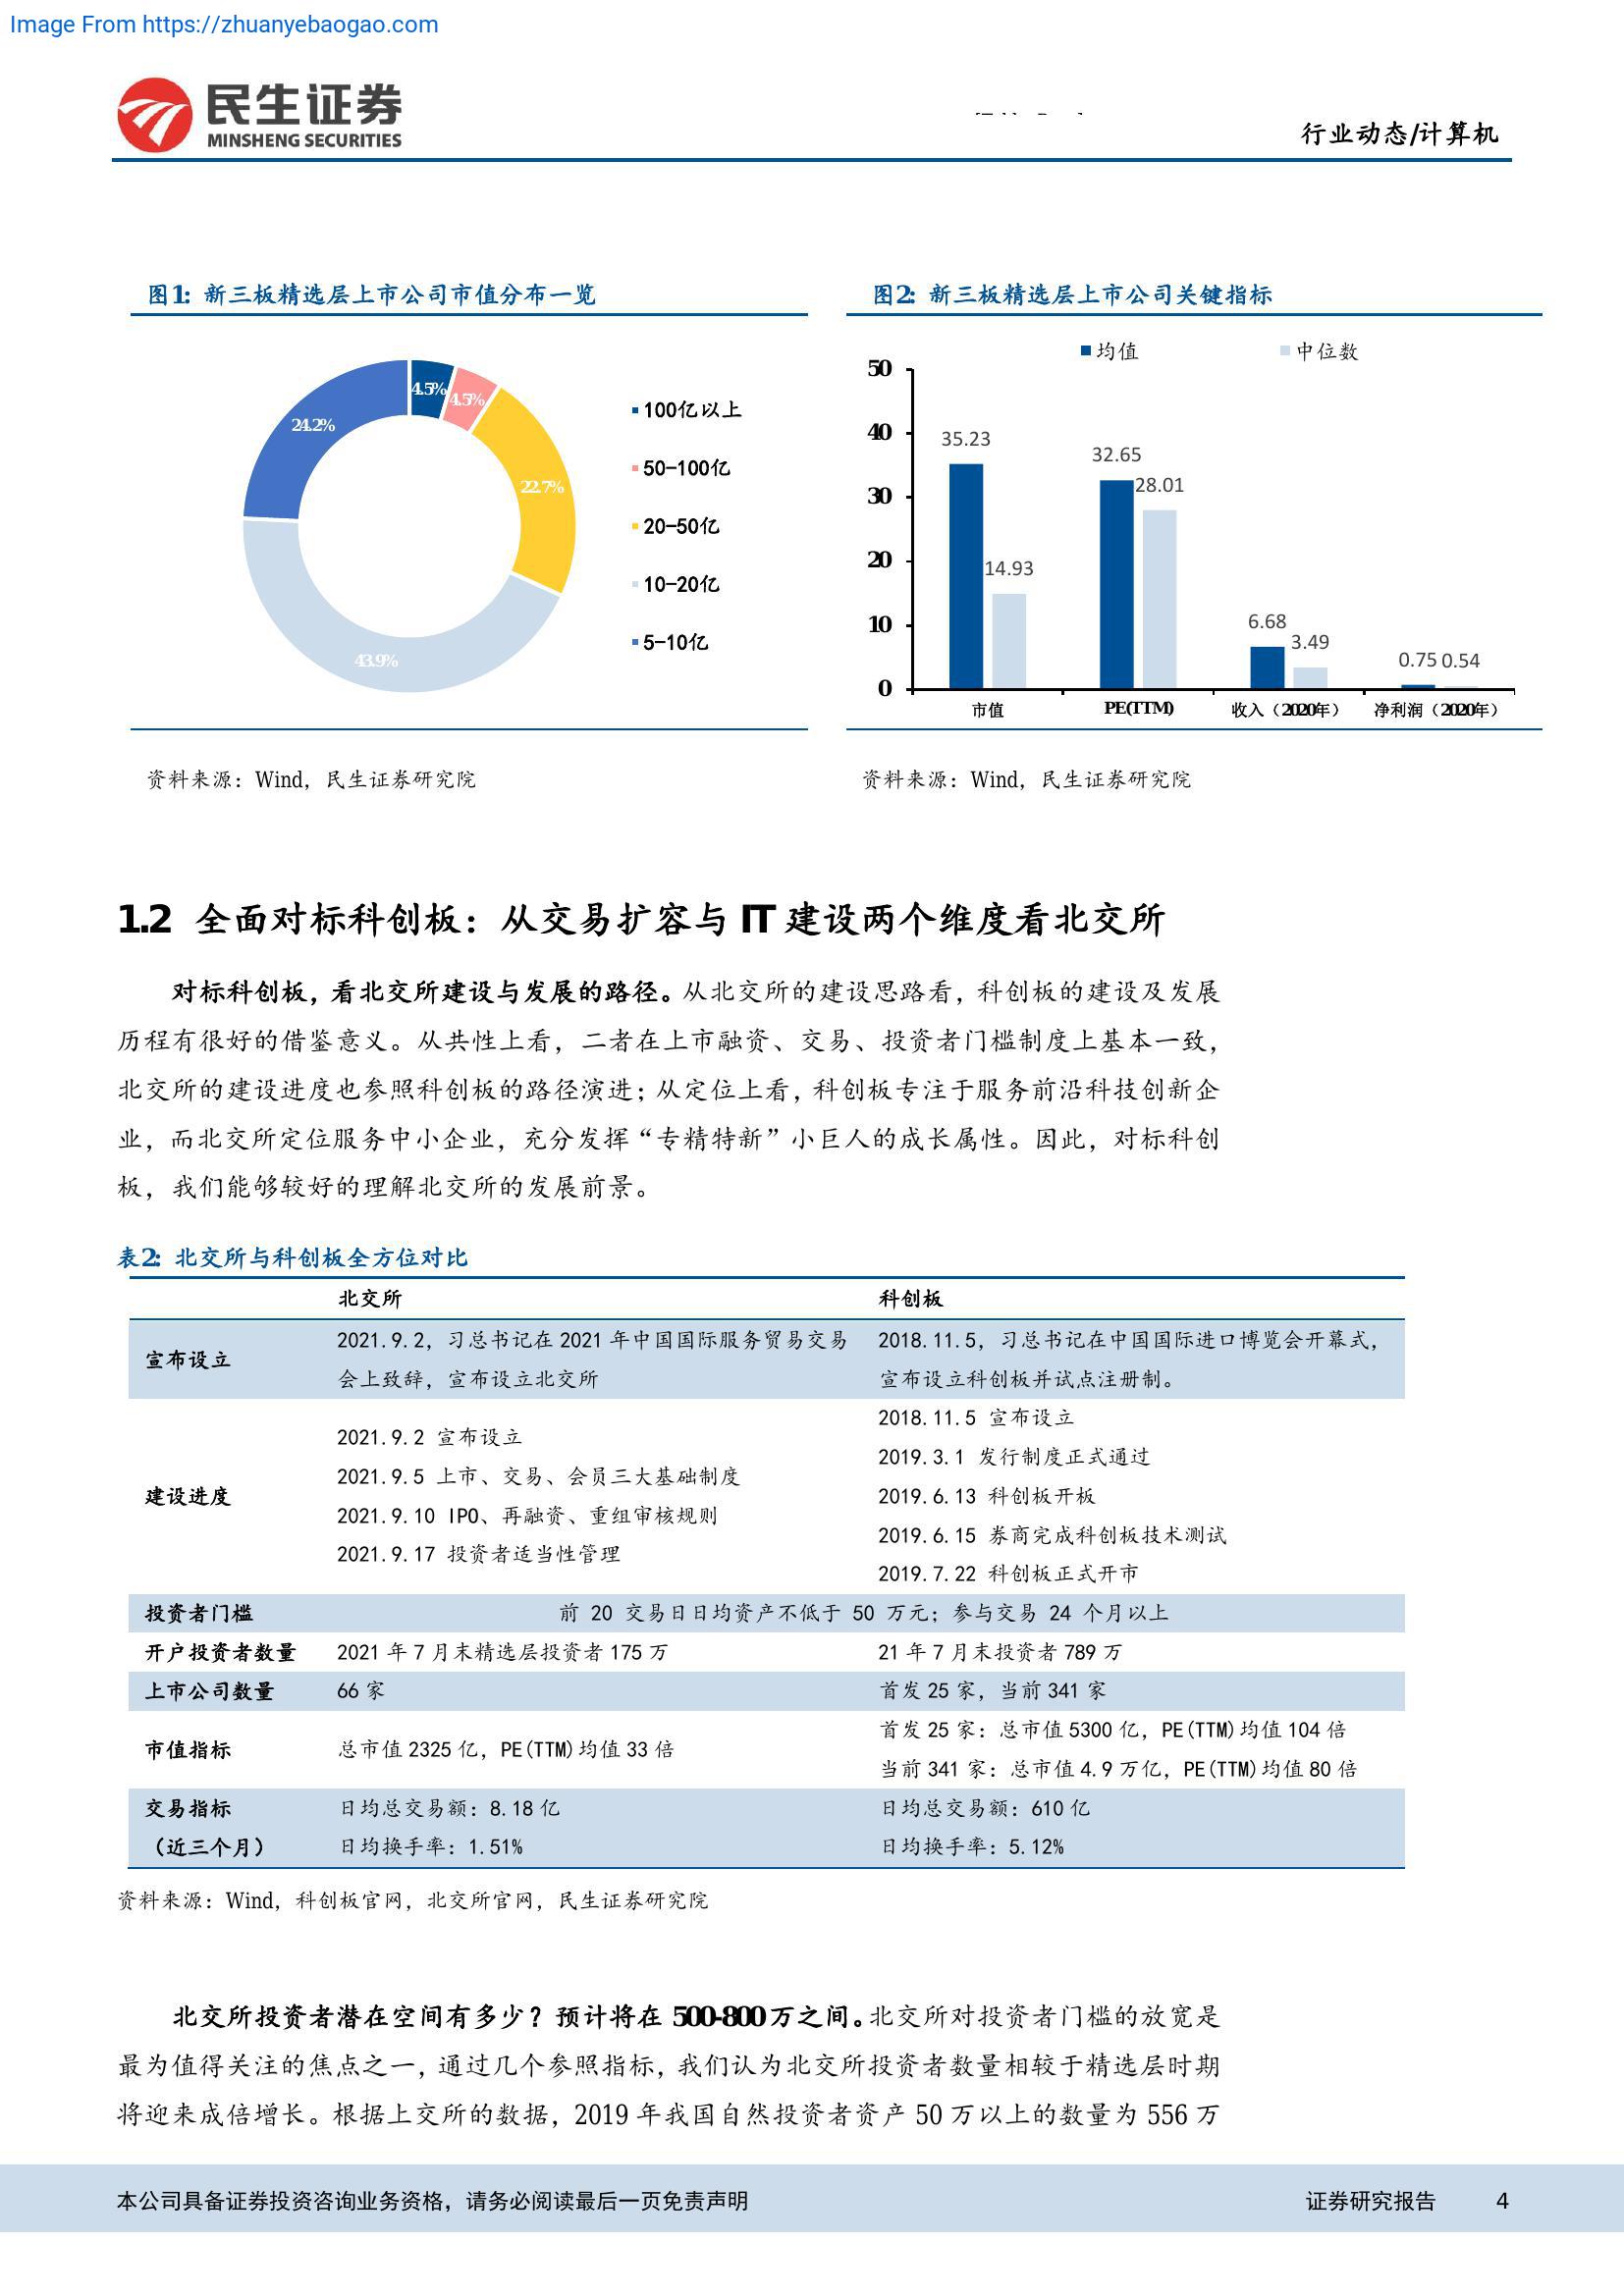 Image From https://zhuanyebaogao.com
民生证券
MINSHENG SECURITIES
行业动态/计算机
图1: 新三板精选层上市公司市值分布一览
4.5%
4.5%
22.7%
43.9%
24.2%
100亿以上
50-100亿
20-50亿
10-20亿
5-10亿
资料来源：Wind，民生证券研究院
图2: 新三板精选层上市公司关键指标
均值 中位数
50
40
30
20
10
0
35.23
14.93
32.65
28.01
6.68
3.49
0.75 0.54
市值 PE(TTM) 收入（2020年） 净利润（2020年）
资料来源：Wind，民生证券研究院
1.2 全面对标科创板：从交易扩容与 IT 建设两个维度看北交所
对标科创板，看北交所建设与发展的路径。从北交所的建设思路看，科创板的建设及发展
历程有很好的借鉴意义。从共性上看，二者在上市融资、交易、投资者门槛制度上基本一致，
北交所的建设进度也参照科创板的路径演进；从定位上看，科创板专注于服务前沿科技创新企
业，而北交所定位服务中小企业，充分发挥“专精特新”小巨人的成长属性。因此，对标科创
板，我们能够较好的理解北交所的发展前景。
表2: 北交所与科创板全方位对比
北交所 科创板
宣布设立
2021.9.2，习总书记在 2021 年中国国际服务贸易交易
会上致辞，宣布设立北交所
2018.11.5，习总书记在中国国际进口博览会开幕式，
宣布设立科创板并试点注册制。
建设进度
2021.9.2 宣布设立
2021.9.5 上市、交易、会员三大基础制度
2021.9.10 IPO、再融资、重组审核规则
2021.9.17 投资者适当性管理
2018.11.5 宣布设立
2019.3.1 发行制度正式通过
2019.6.13 科创板开板
2019.6.15 券商完成科创板技术测试
2019.7.22 科创板正式开市
投资者门槛 前 20 交易日日均资产不低于 50 万元；参与交易 24 个月以上
开户投资者数量 2021 年 7 月末精选层投资者 175 万 21 年 7 月末投资者 789 万
上市公司数量 66 家 首发 25 家，当前 341 家
市值指标 总市值 2325 亿，PE(TTM)均值 33 倍
首发 25 家：总市值 5300 亿，PE(TTM)均值 104 倍
当前 341 家：总市值 4.9 万亿，PE(TTM)均值 80 倍
交易指标 日均总交易额：8.18 亿 日均总交易额：610 亿
（近三个月） 日均换手率：1.51% 日均换手率：5.12%
资料来源：Wind，科创板官网，北交所官网，民生证券研究院
北交所投资者潜在空间有多少？预计将在 500-800 万之间。北交所对投资者门槛的放宽是
最为值得关注的焦点之一，通过几个参照指标，我们认为北交所投资者数量相较于精选层时期
将迎来成倍增长。根据上交所的数据，2019 年我国自然投资者资产 50 万以上的数量为 556 万
本公司具备证券投资咨询业务资格，请务必阅读最后一页免责声明 证券研究报告 4